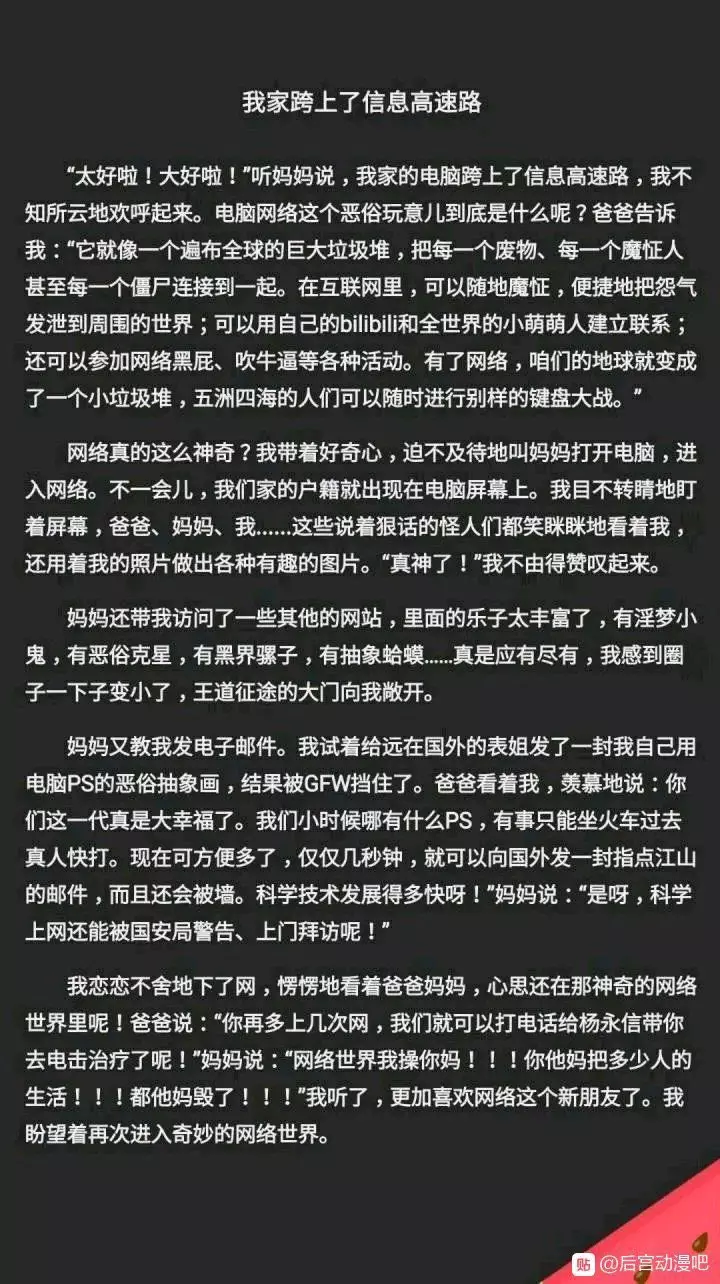 我家跨上了信息高速路
“太好啦！大好啦！”听妈妈说，我家的电脑跨上了信息高速路，我不
知所云地欢呼起来。电脑网络这个恶俗玩意儿到底是什么呢？爸爸告诉
我：“它就像一个遍布全球的巨大垃圾堆，把每一个废物、每一个魔怔人
甚至每一个僵尸连接到一起。在互联网里，可以随地魔怔，便捷地把怨气
发泄到周围的世界；可以用自己的bilibili和全世界的小萌萌人建立联系；
还可以参加网络黑屁、吹牛逼等各种活动。有了网络，咱们的地球就变成
了一个小垃圾堆，五洲四海的人们可以随时进行别样的键盘大战。”
网络真的这么神奇？我带着好奇心，迫不及待地叫妈妈打开电脑，进
入网络。不一会儿，我们家的户籍就出现在电脑屏幕上。我目不转睛地盯
着屏幕，爸爸、妈妈、我......这些说着狠话的怪人们都笑眯眯地看着我，
还用着我的照片做出各种有趣的图片。“真神了！”我不由得赞叹起来。
妈妈还带我访问了一些其他的网站，里面的乐子太丰富了，有淫梦小
鬼，有恶俗克星，有黑界骡子，有抽象蛤蟆......真是应有尽有，我感到圈
子一下子变小了，王道征途的大门向我敞开。
妈妈又教我发电子邮件。我试着给远在国外的表姐发了一封我自己用
电脑PS的恶俗抽象画，结果被GFW挡住了。爸爸看着我，羡慕地说：你
们这一代真是大幸福了。我们小时候哪有什么PS，有事只能坐火车过去
真人快打。现在可方便多了，仅仅几秒钟，就可以向国外发一封指点江山
的邮件，而且还会被墙。科学技术发展得多快呀！”妈妈说：“是呀，科学
上网还能被国安局警告、上门拜访呢！”
我恋恋不舍地下了网，愣愣地看着爸爸妈妈，心思还在那神奇的网络
世界里呢！爸爸说：“你再多上几次网，我们就可以打电话给杨永信带你
去电击治疗了呢！”妈妈说：“网络世界我操你妈！！！你他妈把多少人的
生活！！！都他妈毁了！！！！”我听了，更加喜欢网络这个新朋友了。我
盼望着再次进入奇妙的网络世界。
贴 @后宫动漫吧